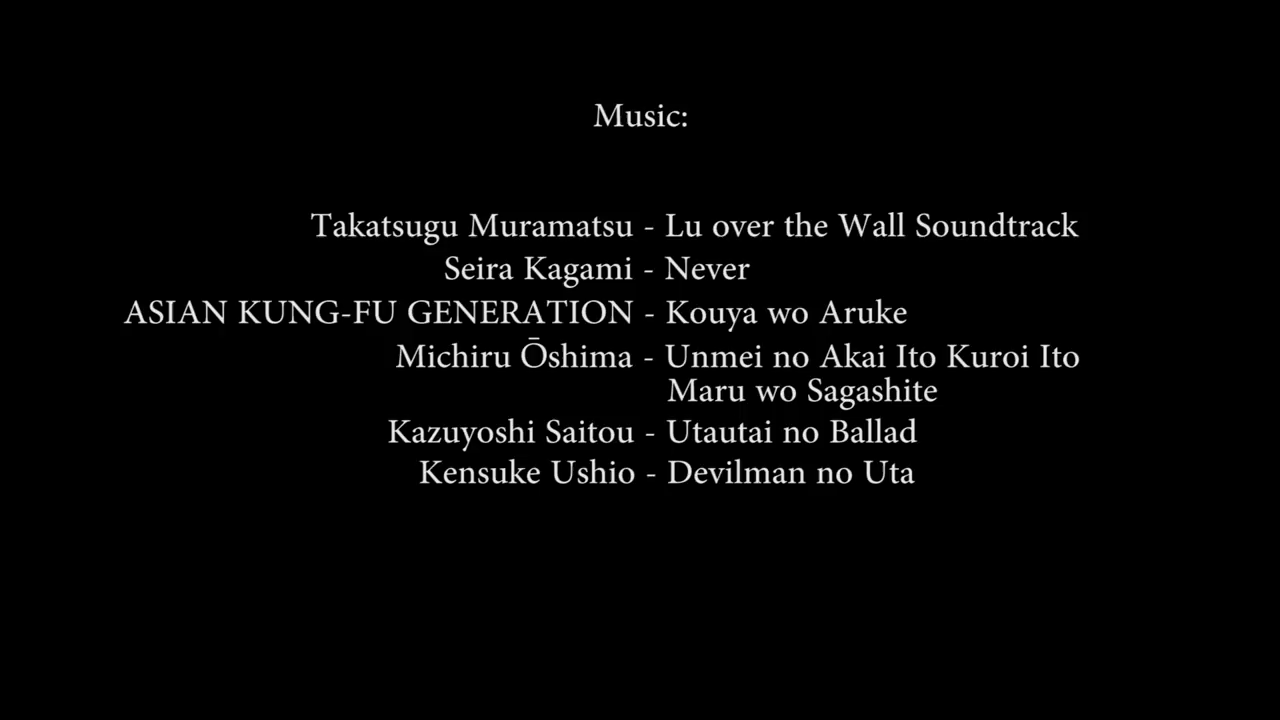 Music:
Takatsugu Muramatsu - Lu over the Wall Soundtrack
Seira Kagami - Never
ASIAN KUNG-FU GENERATION - Kouya wo Aruke
Michiru Ōshima - Unmei no Akai Ito Kuroi Ito
Maru wo Sagashite
Kazuyoshi Saitou - Utautai no Ballad
Kensuke Ushio - Devilman no Uta